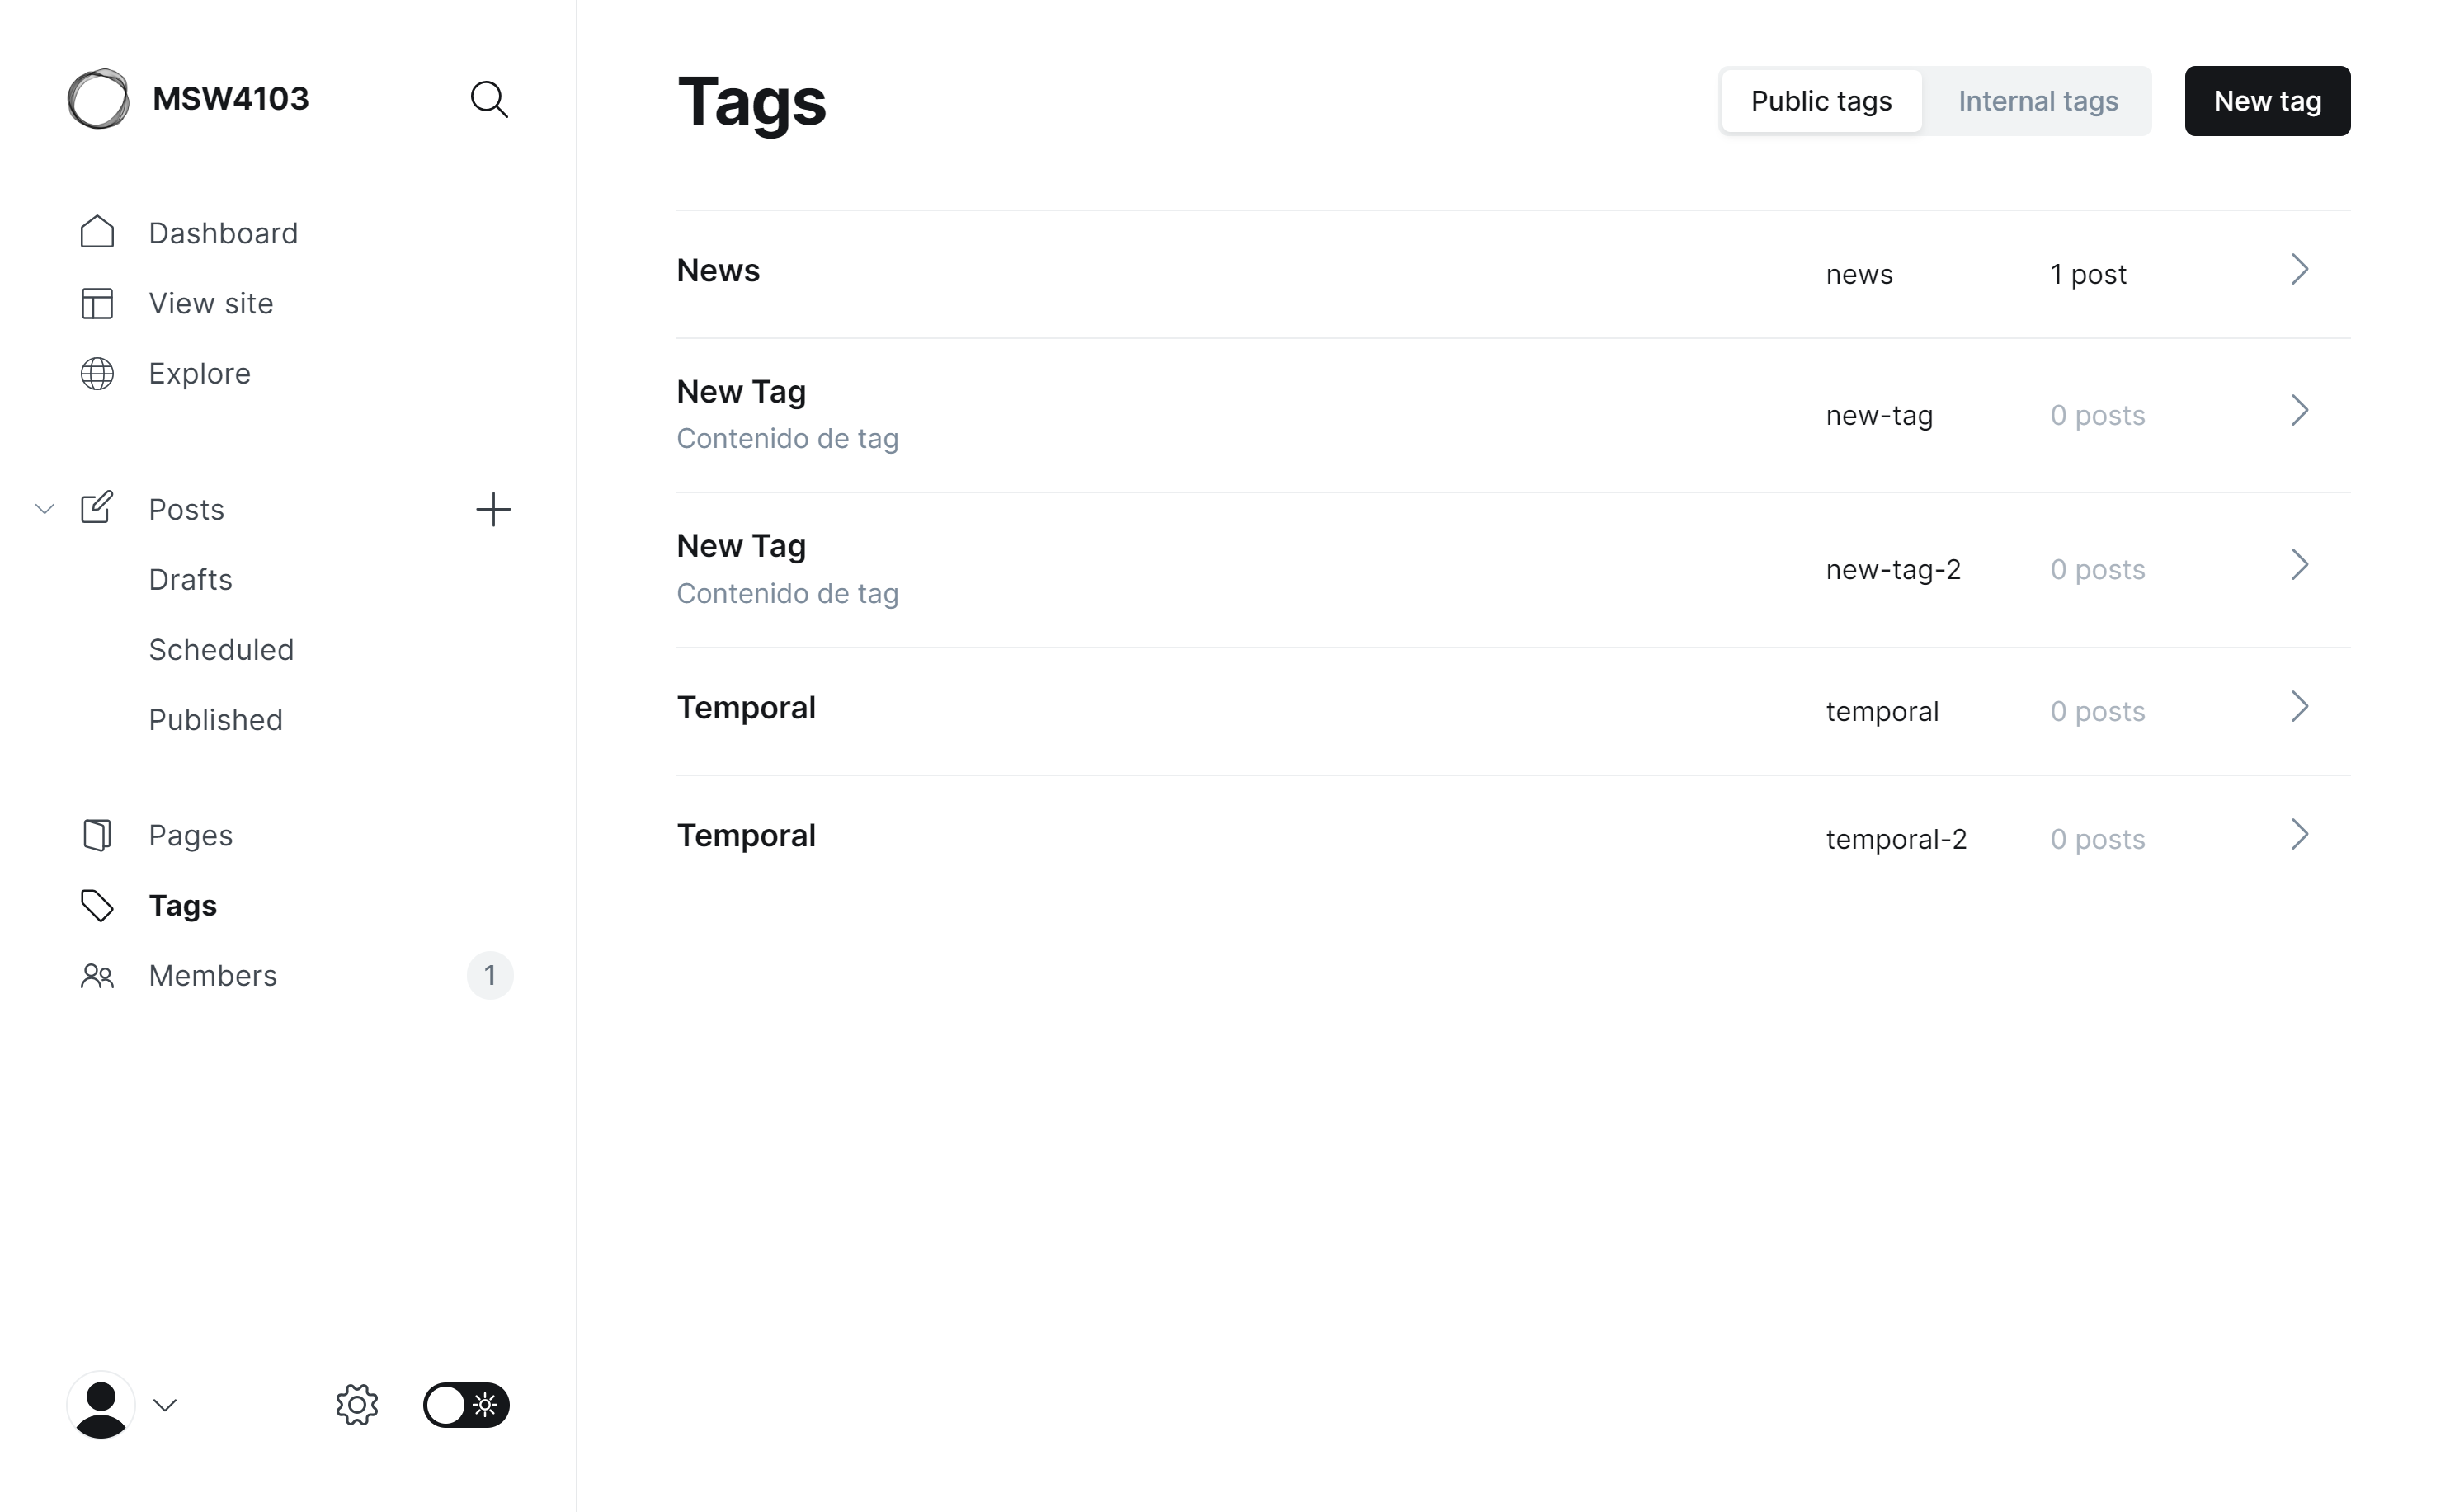 MSW4103
Dashboard
View site
Explore
Posts
Drafts
Scheduled
Published
Pages
Tags
Members 1
Tags
Public tags Internal tags New tag
News news 1 post
New Tag
Contenido de tag
new-tag 0 posts
New Tag
Contenido de tag
new-tag-2 0 posts
Temporal temporal 0 posts
Temporal temporal-2 0 posts